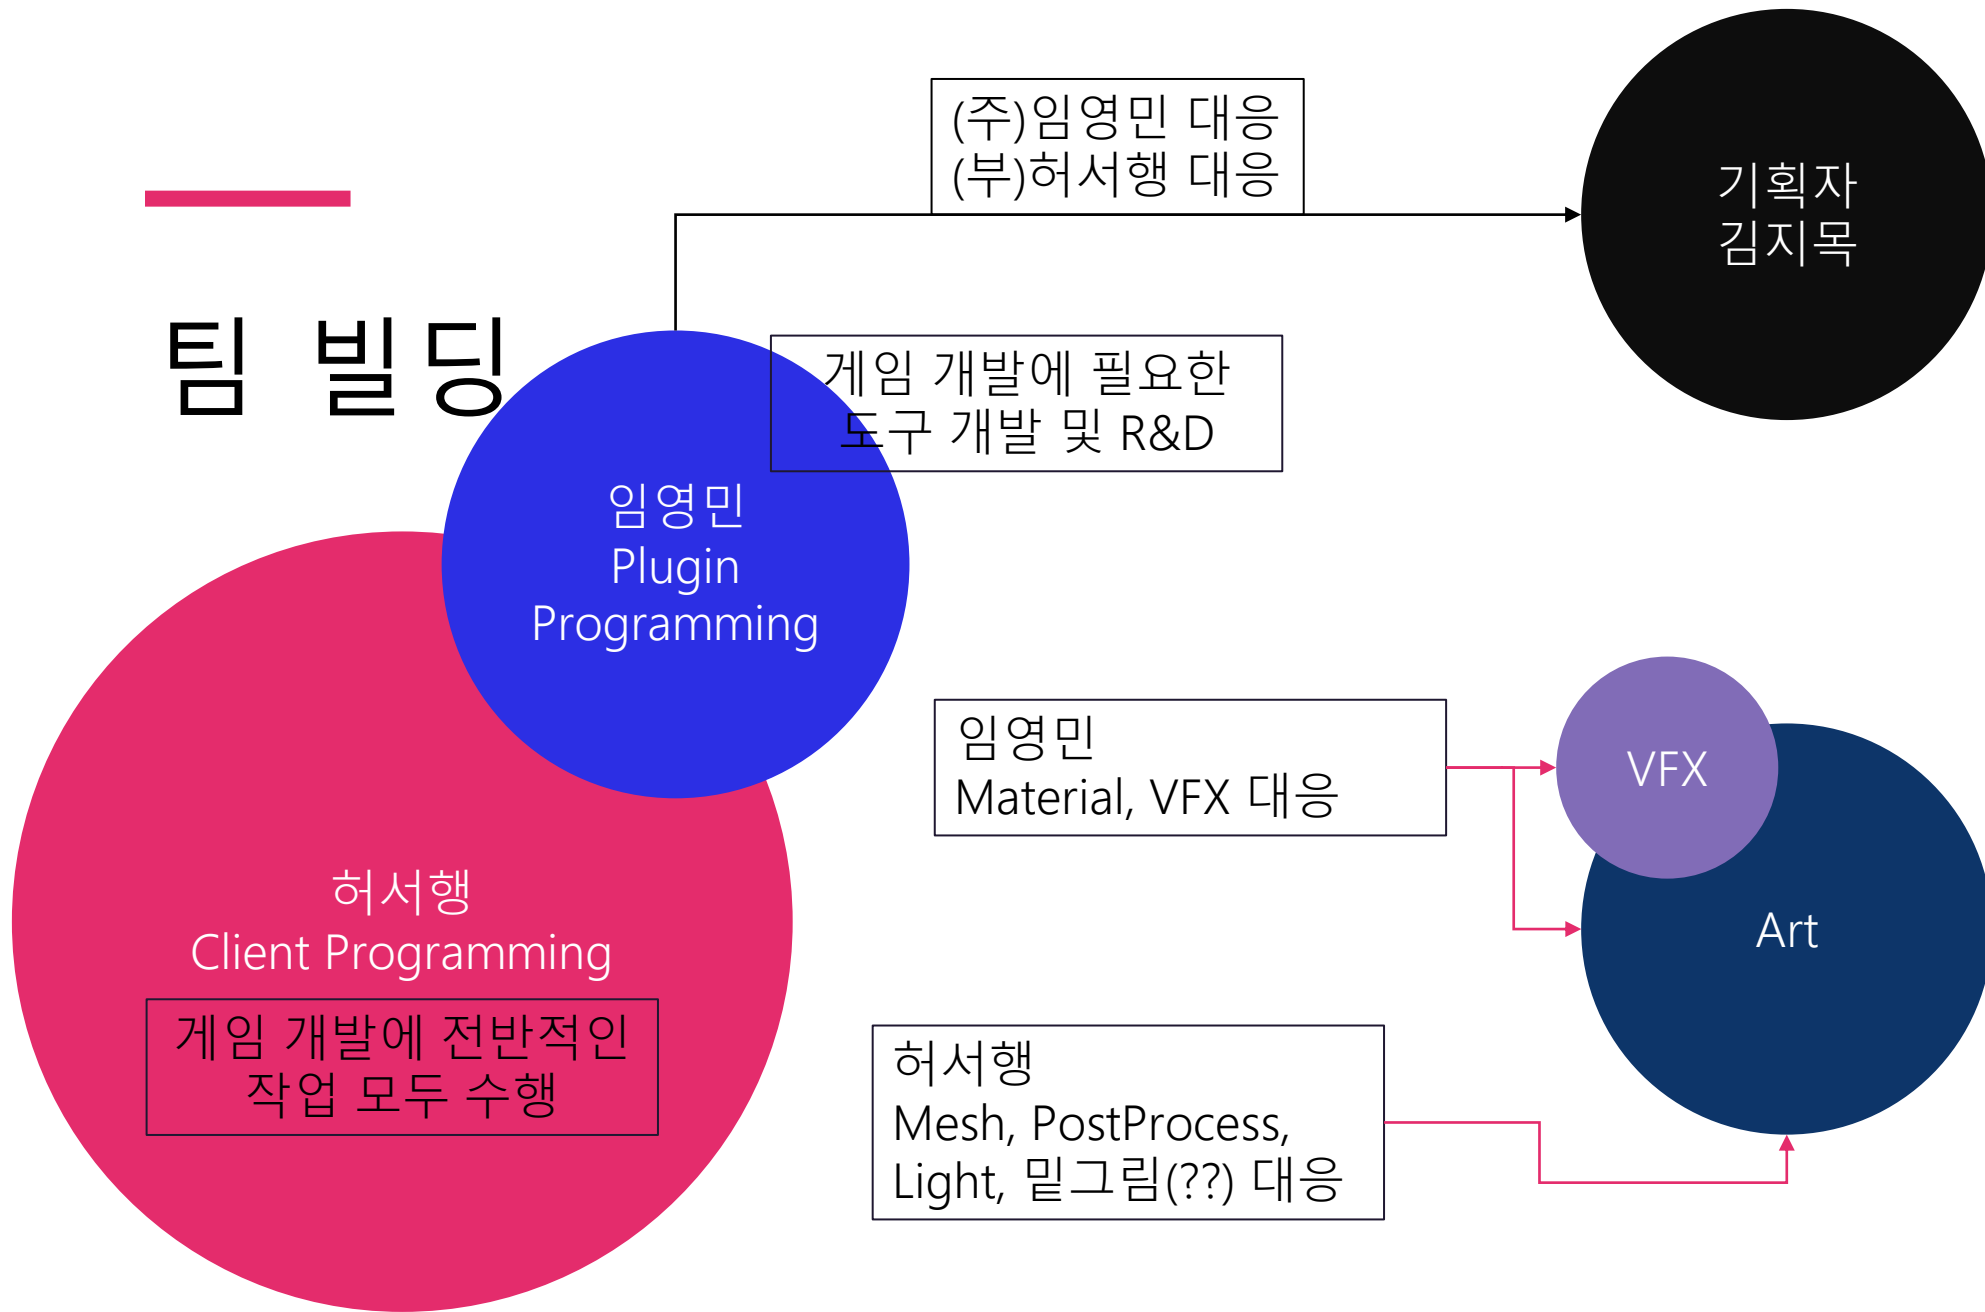 팀 빌딩
(주)임영민 대응
(부)허서행 대응
기획자
김지목
게임 개발에 필요한
도구 개발 및 R&D
임영민
Plugin
Programming
허서행
Client Programming
게임 개발에 전반적인
작업 모두 수행
임영민
Material, VFX 대응
VFX
Art
허서행
Mesh, PostProcess,
Light, 밑그림(??) 대응